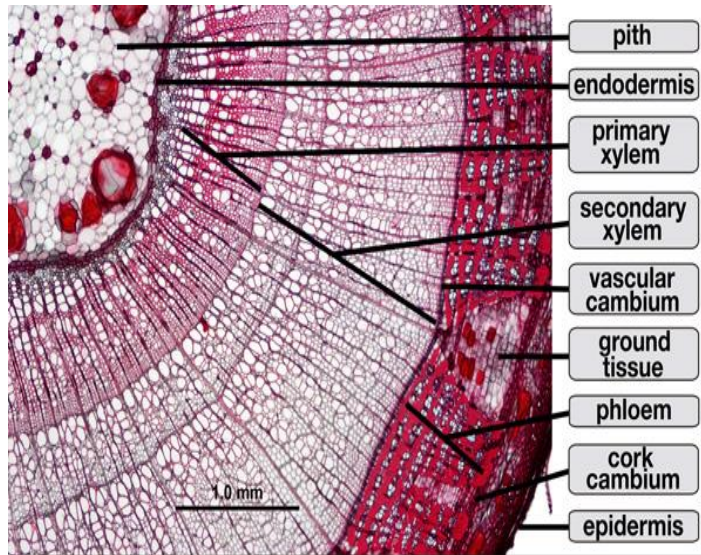 pith
endodermis
primary
xylem
secondary
xylem
vascular
cambium
ground
tissue
phloem
cork
cambium
epidermis
1.0 mm